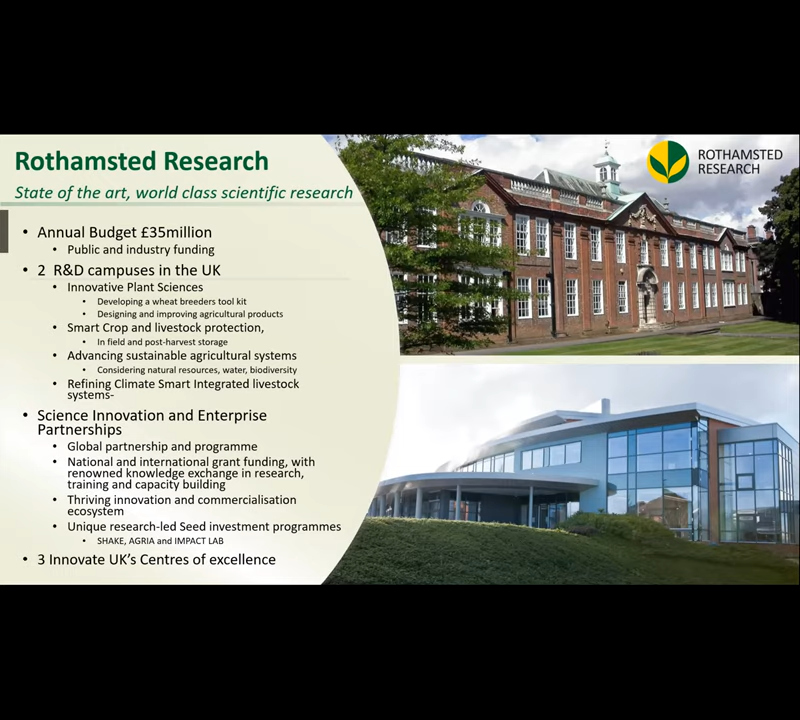 Rothamsted Research
State of the art, world class scientific research
• Annual Budget £35million
• Public and industry funding
• 2 R&D campuses in the UK
• Innovative Plant Sciences
• Developing a wheat breeders tool kit
• Designing and improving agricultural products
• Smart Crop and livestock protection,
• In field and post-harvest storage
• Advancing sustainable agricultural systems
• Considering natural resources, water, biodiversity
• Refining Climate Smart Integrated livestock
systems-
• Science Innovation and Enterprise
Partnerships
• Global partnership and programme
• National and international grant funding, with
renowned knowledge exchange in research,
training and capacity building
• Thriving innovation and commercialisation
ecosystem
• Unique research-led Seed investment programmes
• SHAKE, AGRIA and IMPACT LAB
• 3 Innovate UK's Centres of excellence
ROTHAMSTED
RESEARCH